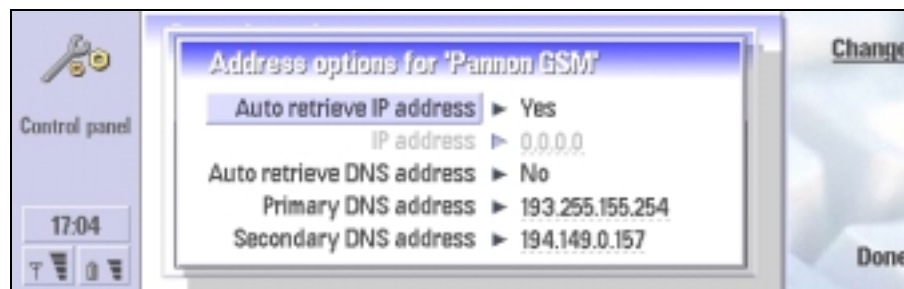 Control panel
17:04
Address options for 'Pannon GSM'
Auto retrieve IP address Yes
IP address 0.0.0.0
Auto retrieve DNS address No
Primary DNS address 193.255.155.254
Secondary DNS address 194.149.0.157
Change
Done